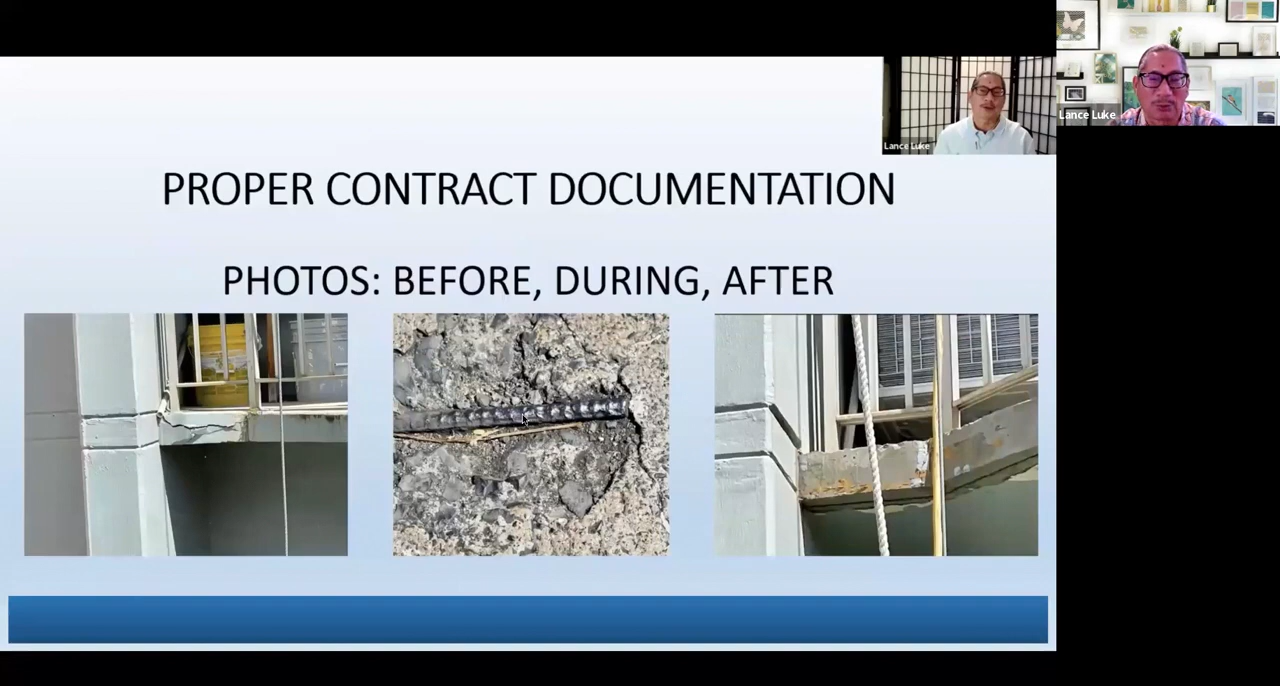 Lance Luke
Lance Luke
PROPER CONTRACT DOCUMENTATION
PHOTOS: BEFORE, DURING, AFTER